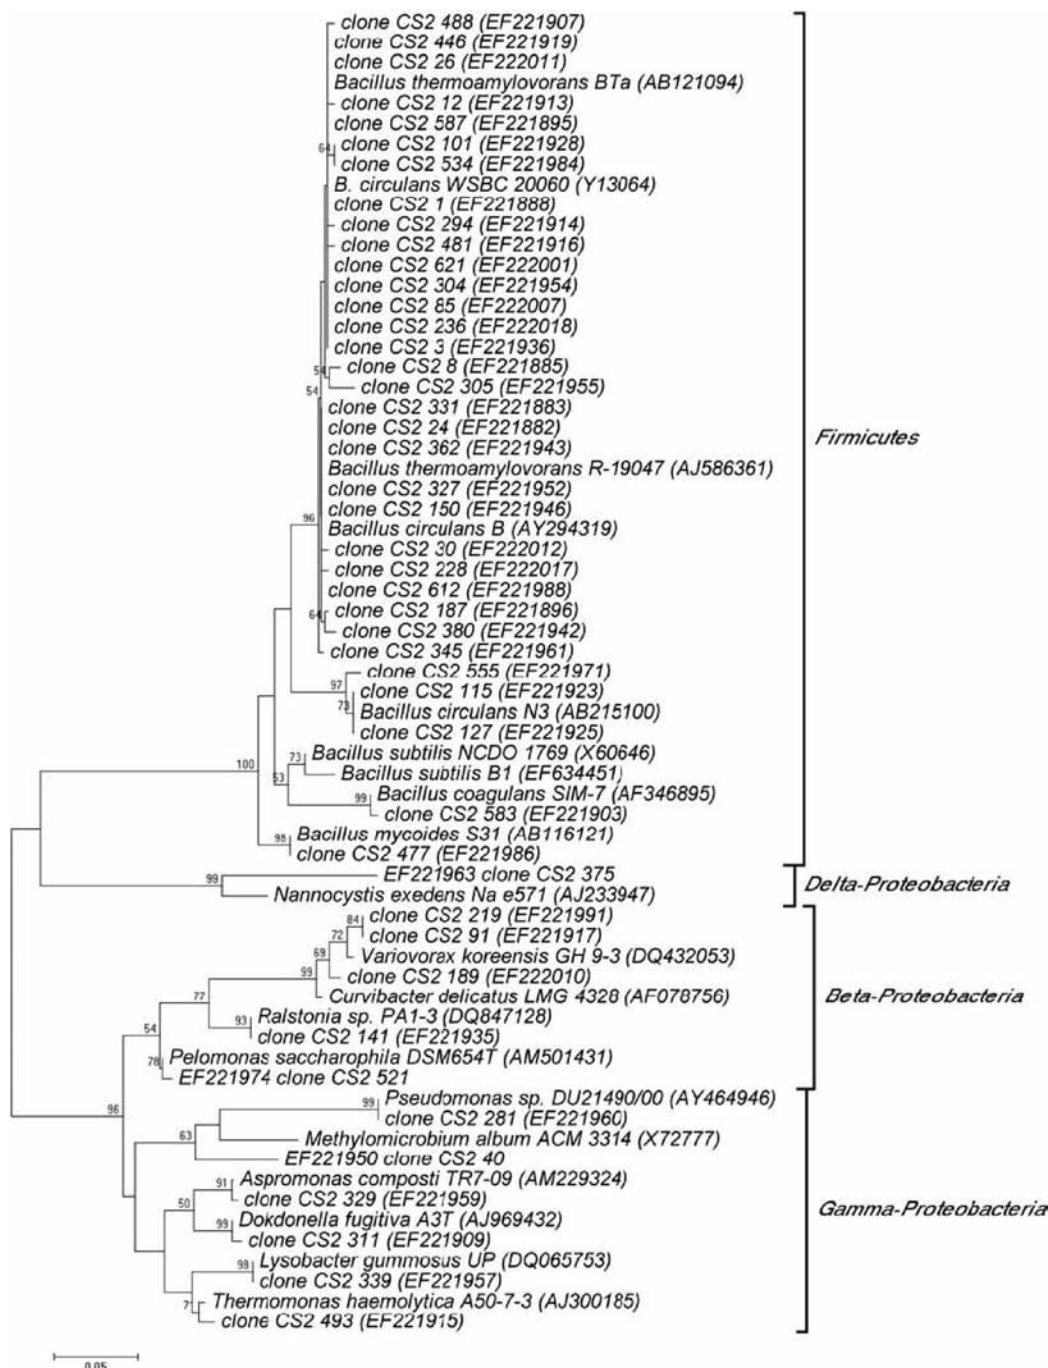 clone CS2 488 (EF221907)
clone CS2 446 (EF221919)
clone CS2 26 (EF222011)
Bacillus thermoamylovorans BTa (AB121094)
clone CS2 12 (EF221913)
clone CS2 587 (EF221895)
64 clone CS2 101 (EF221928)
clone CS2 534 (EF221984)
B. circulans WSBC 20060 (Y13064)
clone CS2 1 (EF221888)
clone CS2 294 (EF221914)
clone CS2 481 (EF221916)
clone CS2 621 (EF222001)
clone CS2 304 (EF221954)
clone CS2 85 (EF222007)
clone CS2 236 (EF222018)
clone CS2 3 (EF221936)
54 clone CS2 8 (EF221885)
54 clone CS2 305 (EF221955)
clone CS2 331 (EF221883)
clone CS2 24 (EF221882)
Firmicutes
clone CS2 362 (EF221943)
Bacillus thermoamylovorans R-19047 (AJ586361)
clone CS2 327 (EF221952)
clone CS2 150 (EF221946)
96 Bacillus circulans B (AY294319)
clone CS2 30 (EF222012)
clone CS2 228 (EF222017)
clone CS2 612 (EF221988)
64 clone CS2 187 (EF221896)
clone CS2 380 (EF221942)
clone CS2 345 (EF221961)
clone CS2 555 (EF221971)
97 clone CS2 115 (EF221923)
73 Bacillus circulans N3 (AB215100)
clone CS2 127 (EF221925)
73 Bacillus subtilis NCDO 1769 (X60646)
100 53 Bacillus subtilis B1 (EF634451)
99 Bacillus coagulans SIM-7 (AF346895)
clone CS2 583 (EF221903)
98 Bacillus mycoides S31 (AB116121)
clone CS2 477 (EF221986)
EF221963 clone CS2 375
Delta-Proteobacteria
99 Nannocystis exedens Na e571 (AJ233947)
84 clone CS2 219 (EF221991)
72 clone CS2 91 (EF221917)
69 Variovorax koreensis GH 9-3 (DQ432053)
99 clone CS2 189 (EF222010)
Curvibacter delicatus LMG 4328 (AF078756)
Beta-Proteobacteria
77 93 Ralstonia sp. PA1-3 (DQ847128)
54 clone CS2 141 (EF221935)
78 Pelomonas saccharophila DSM654T (AM501431)
EF221974 clone CS2 521
99 Pseudomonas sp. DU21490/00 (AY464946)
96 clone CS2 281 (EF221960)
63 Methylomicrobium album ACM 3314 (X72777)
EF221950 clone CS2 40
91 Aspromonas composti TR7-09 (AM229324)
50 clone CS2 329 (EF221959)
Gamma-Proteobacteria
99 Dokdonella fugitiva A3T (AJ969432)
clone CS2 311 (EF221909)
98 Lysobacter gummosus UP (DQ065753)
clone CS2 339 (EF221957)
Thermomonas haemolytica A50-7-3 (AJ300185)
clone CS2 493 (EF221915)
0.05